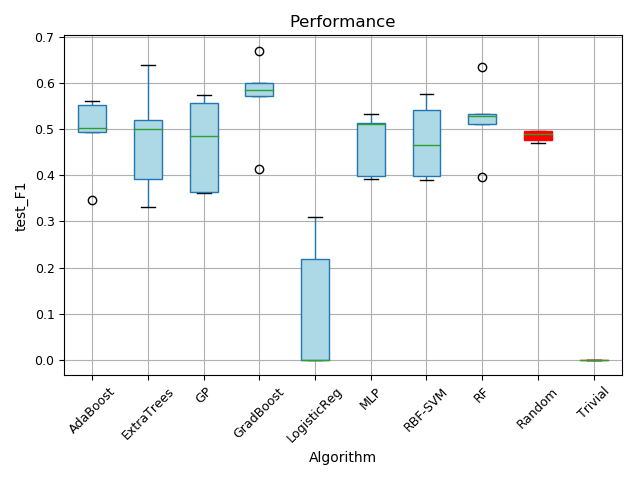 Performance
0.7
0.6
0.5
0.4
0.3
0.2
0.1
0.0
test_F1
AdaBoost
ExtraTrees
GP
GradBoost
LogisticReg
MLP
RBF-SVM
RF
Random
Trivial
Algorithm